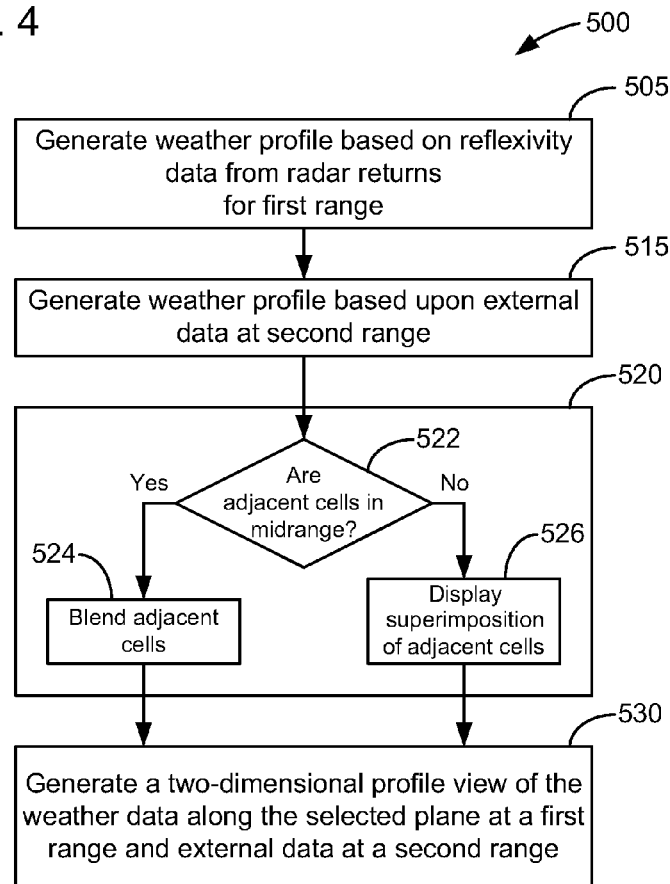 . 4
500
505
Generate weather profile based on reflexivity
data from radar returns
for first range
515
Generate weather profile based upon external
data at second range
520
522
Are
adjacent cells in
midrange?
Yes
No
524
526
Blend adjacent
cells
Display
superimposition
of adjacent cells
530
Generate a two-dimensional profile view of the
weather data along the selected plane at a first
range and external data at a second range